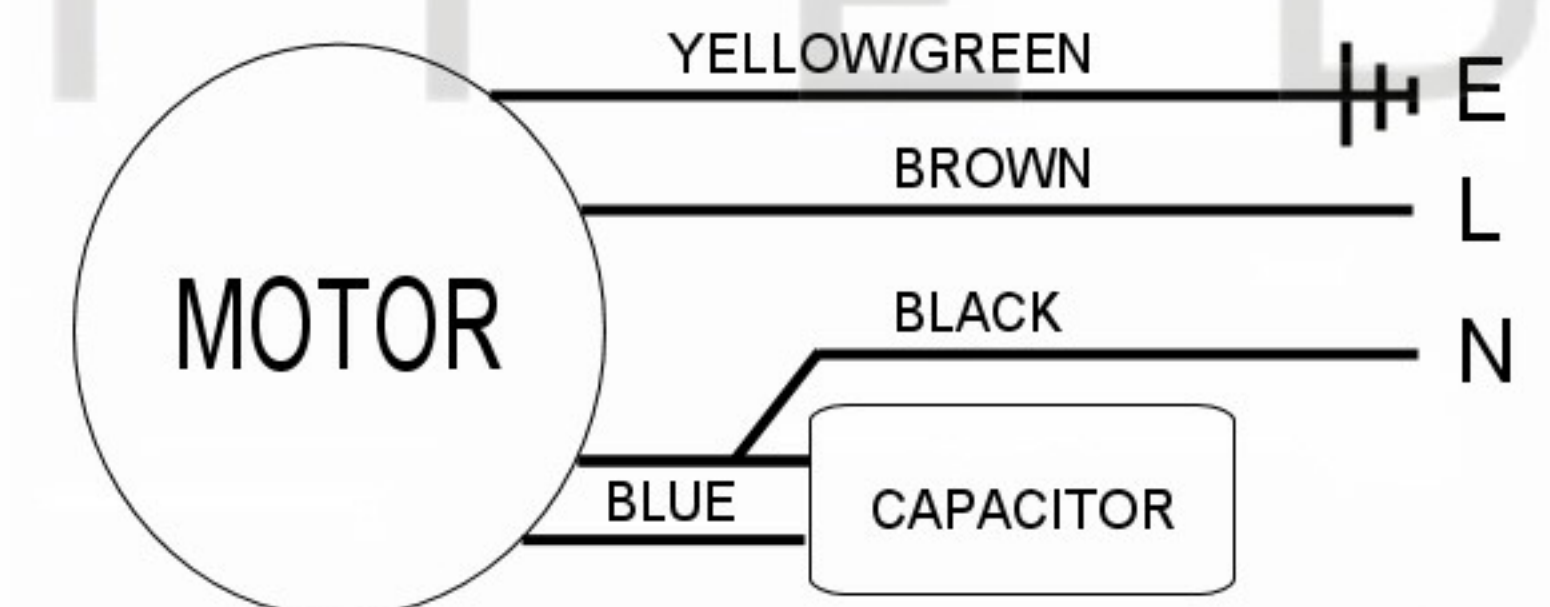 YELLOW/GREEN E
BROWN L
MOTOR
BLACK N
BLUE
CAPACITOR